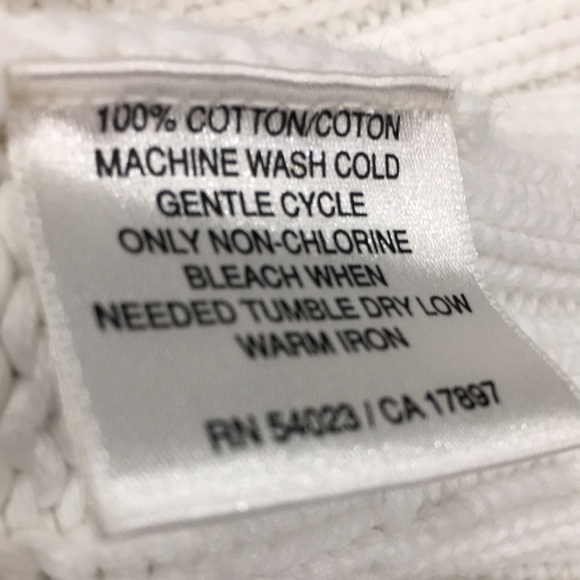 100% COTTON/COTON
MACHINE WASH COLD
GENTLE CYCLE
ONLY NON-CHLORINE
BLEACH WHEN
NEEDED TUMBLE DRY LOW
WARM IRON
RN 54023 / CA 17897